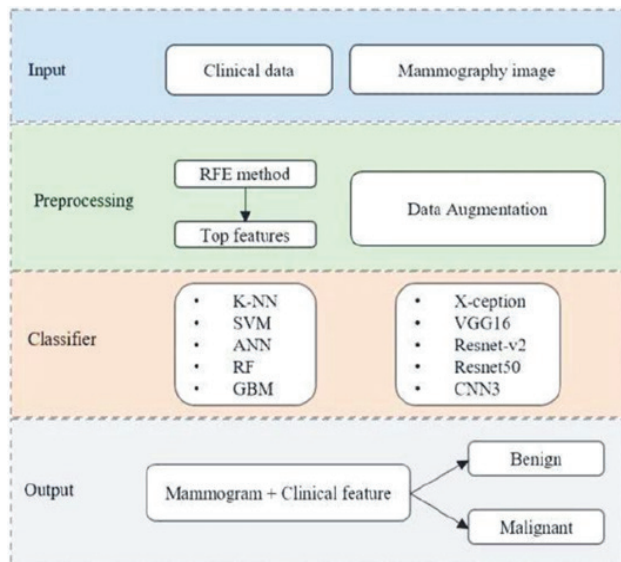 Input
Clinical data
Mammography image
Preprocessing
RFE method
Top features
Data Augmentation
Classifier
• K-NN
• SVM
• ANN
• RF
• GBM
• X-ception
• VGG16
• Resnet-v2
• Resnet50
• CNN3
Output
Mammogram + Clinical feature
Benign
Malignant